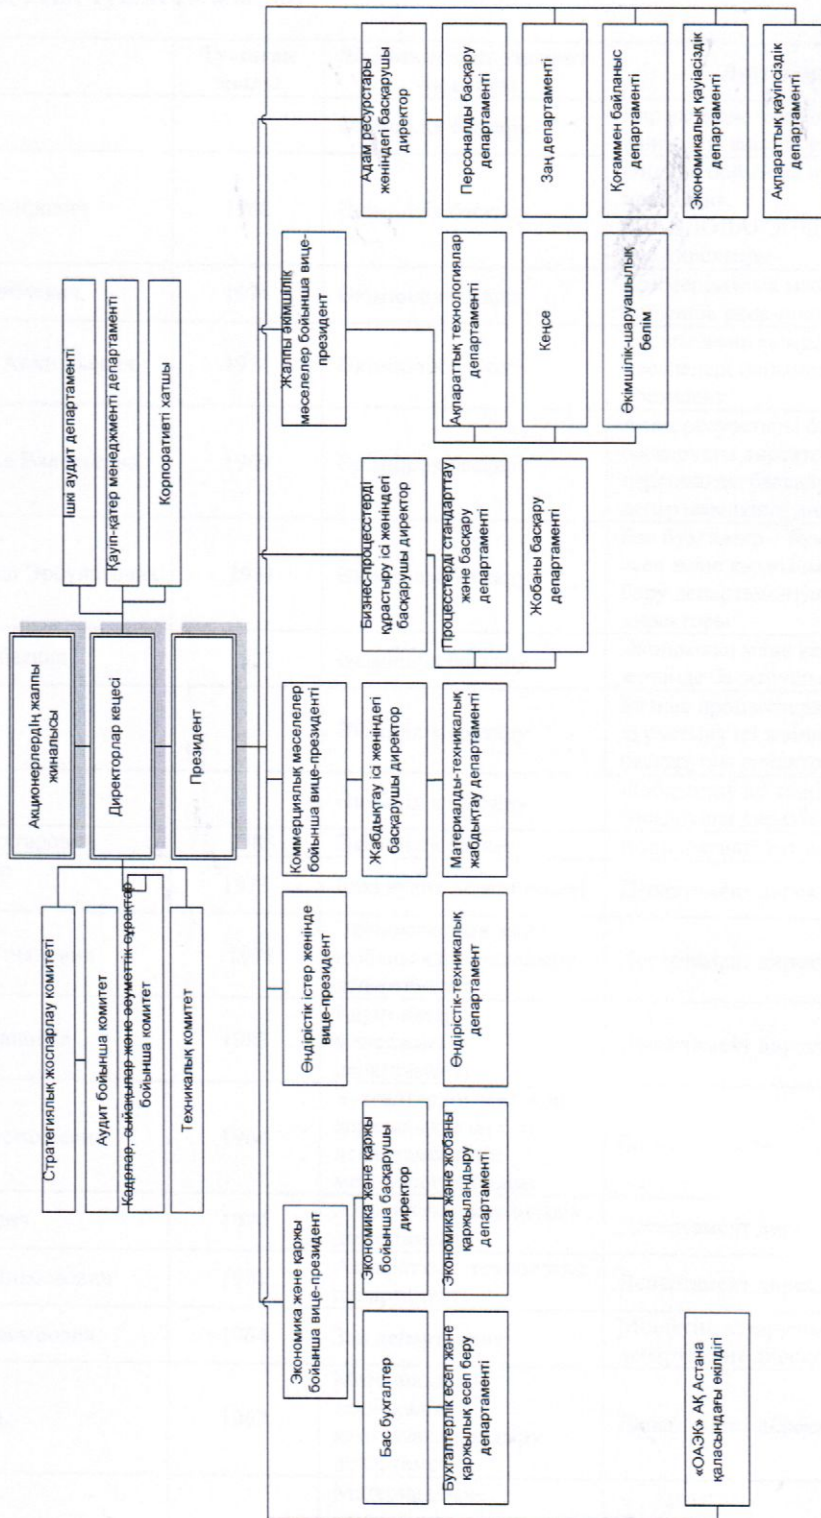 Акционерлердің жалпы
жиналысы
Директорлар кеңесі
Президент
Стратегиялық жоспарлау комитеті
Аудит бойынша комитет
Кадрлар, сыйақылар және әеуметтік сұрақтар
бойынша комитет
Техникалық комитет
Ішкі аудит департаменті
Қауіп-қатер менеджменті департаменті
Корпоративті хатшы
Экономика және қаржы
бойынша вице-президент
Бас бухгалтер
Бухгалтерлік есеп және
қаржылық есеп беру
департаменті
Экономика және қаржы
бойынша басқарушы
директор
Экономика және жобаны
қаржыландыру
департаменті
Өндірістік істер жөнінде
вице-президент
Өндірістік-техникалық
департамент
Коммерциялық мәселелер
бойынша вице-президенті
Жабдықтау ісі жөніндегі
басқарушы директор
Материалды-техникалық
жабдықтау департаменті
Бизнес-процесстерді
құрастыру ісі жөніндегі
басқарушы директор
Процесстерді стандарттау
және басқару
департаменті
Жобаны басқару
департаменті
Жалпы әкімшілік
мәселелер бойынша вице-
президент
Ақпараттық технологиялар
департаменті
Кеңсе
Әкімшілік-шаруашылық
бөлім
Адам ресурстары
жөніндегі басқарушы
директор
Персоналды басқару
департаменті
Заң департаменті
Қоғаммен байланыс
департаменті
Экономикалық қауіасіздік
департаменті
Ақпараттық қауіпсіздік
департаменті
«ОАЭК» АҚ Астана
қаласындағы өкілдігі